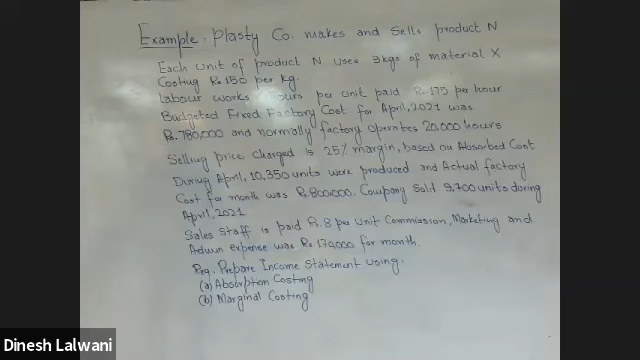 Example: Plasty Co. makes and Sells product N
Each unit of product N uses 3kgs of material X
Costing Rs.150 per kg.
Labour works hours per unit paid Rs.175 per hour
Budgeted Fixed Factory Cost for April, 2021 was
Rs.780,000 and normally factory operates 20,000 hours
Selling price charged is 25% margin, based on Absorbed Cost
During April, 10,350 units were produced and Actual factory
Cost for month was Rs.800,000. Company Sold 9,700 units during
April, 2021
Sales Staff is paid Rs.8 per unit Commission, Marketing and
expense was Rs.174,000 for month.
Req. Prepare Income Statement using.
(a) Absorption Costing
(b) Marginal Costing
Dinesh Lalwani